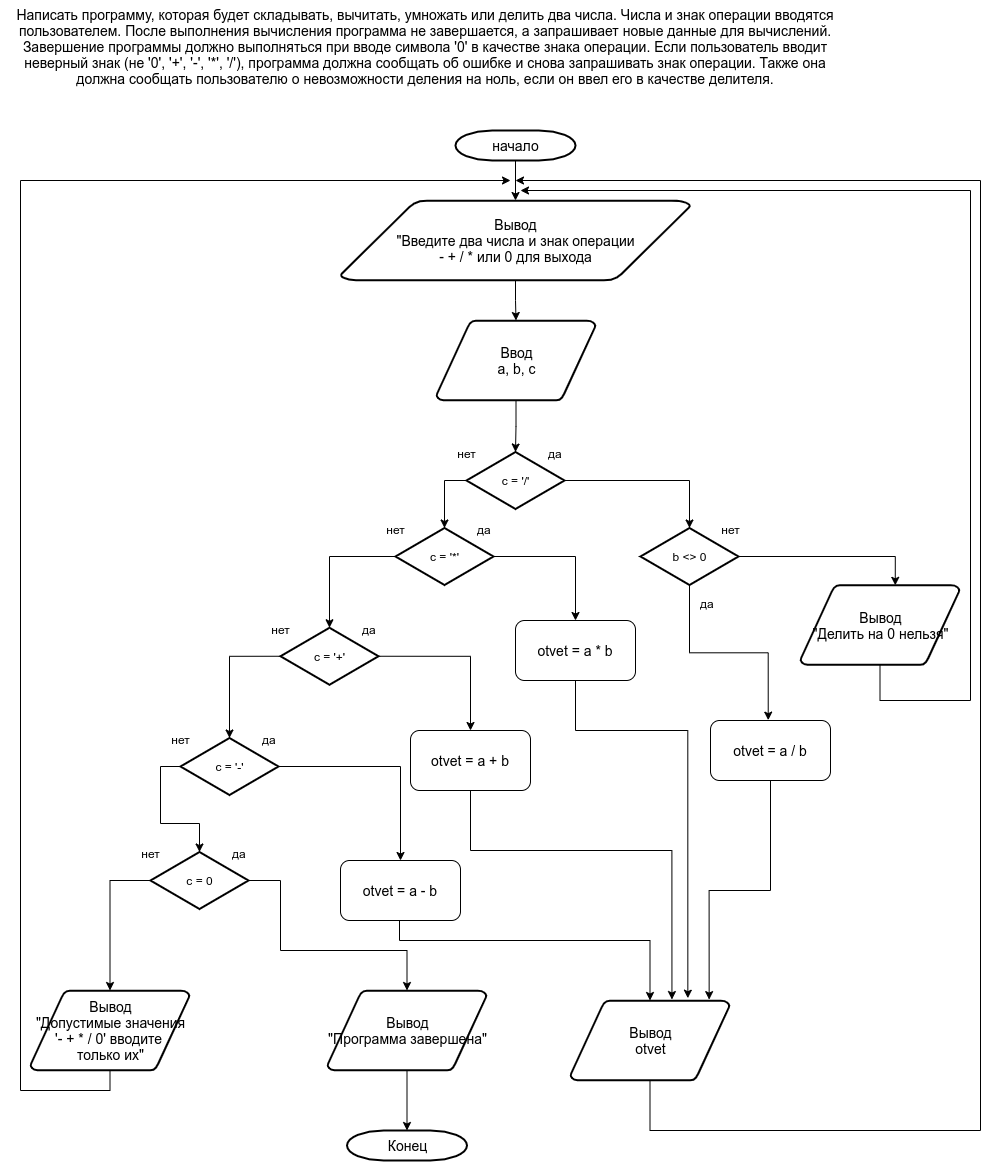 Написать программу, которая будет складывать, вычитать, умножать или делить два числа. Числа и знак операции вводятся
пользователем. После выполнения вычисления программа не завершается, а запрашивает новые данные для вычислений.
Завершение программы должно выполняться при вводе символа '0' в качестве знака операции. Если пользователь вводит
неверный знак (не '0', '+', '-', '*', '/'), программа должна сообщать об ошибке и снова запрашивать знак операции. Также она
должна сообщать пользователю о невозможности деления на ноль, если он ввел его в качестве делителя.
начало
Вывод
"Введите два числа и знак операции
- + / * или 0 для выхода
Ввод
a, b, c
нет
да
c = '/'
нет
да
c = '*'
нет
b <> 0
да
Вывод
"Делить на 0 нельзя"
нет
да
c = '+'
otvet = a * b
нет
да
c = '-'
otvet = a + b
otvet = a / b
нет
да
c = 0
otvet = a - b
Вывод
"Допустимые значения
'- + * / 0' вводите
только их"
Вывод
"Программа завершена"
Вывод
otvet
Конец